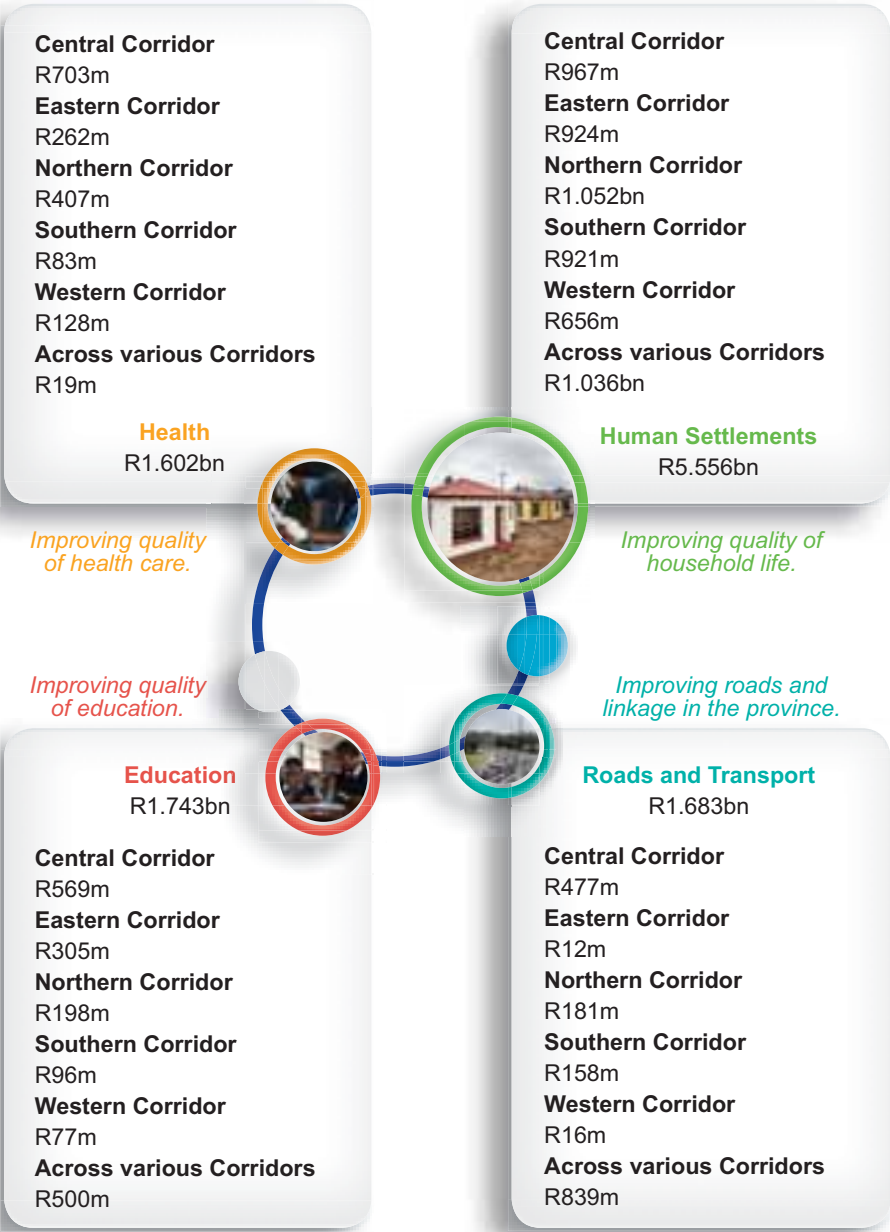 Central Corridor
R703m
Eastern Corridor
R262m
Northern Corridor
R407m
Southern Corridor
R83m
Western Corridor
R128m
Across various Corridors
R19m
Health
R1.602bn
Improving quality
of health care.
Central Corridor
R967m
Eastern Corridor
R924m
Northern Corridor
R1.052bn
Southern Corridor
R921m
Western Corridor
R656m
Across various Corridors
R1.036bn
Human Settlements
R5.556bn
Improving quality of
household life.
Improving quality
of education.
Education
R1.743bn
Central Corridor
R569m
Eastern Corridor
R305m
Northern Corridor
R198m
Southern Corridor
R96m
Western Corridor
R77m
Across various Corridors
R500m
Improving roads and
linkage in the province.
Roads and Transport
R1.683bn
Central Corridor
R477m
Eastern Corridor
R12m
Northern Corridor
R181m
Southern Corridor
R158m
Western Corridor
R16m
Across various Corridors
R839m